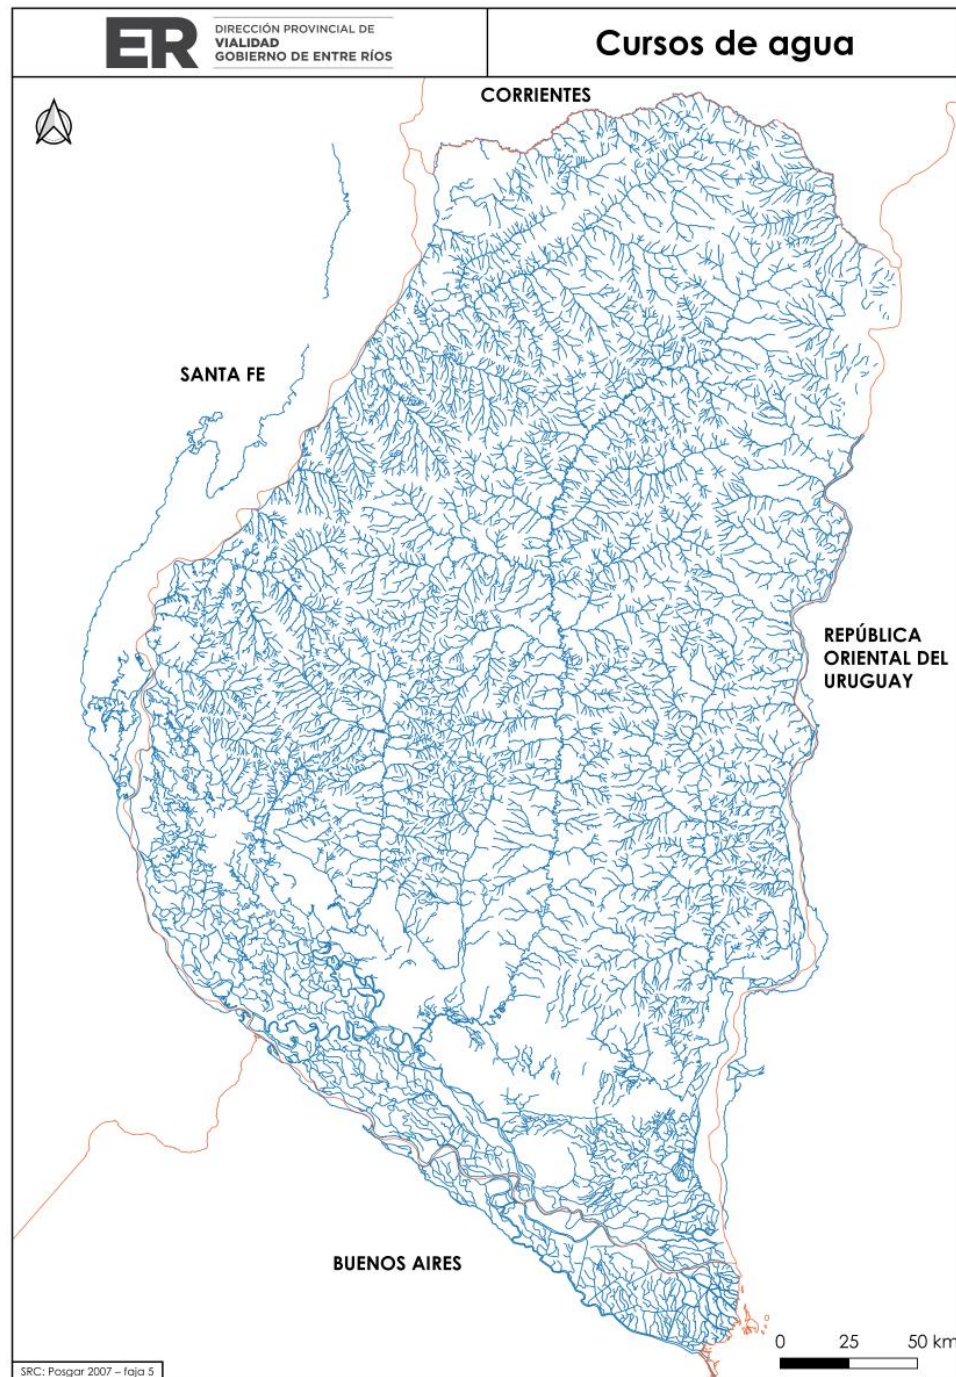 ER
DIRECCIÓN PROVINCIAL DE
VIALIDAD
GOBIERNO DE ENTRE RÍOS
Cursos de agua
CORRIENTES
SANTA FE
REPÚBLICA
ORIENTAL DEL
URUGUAY
BUENOS AIRES
0 25 50 km
SRC: Posgar 2007 – faja 5